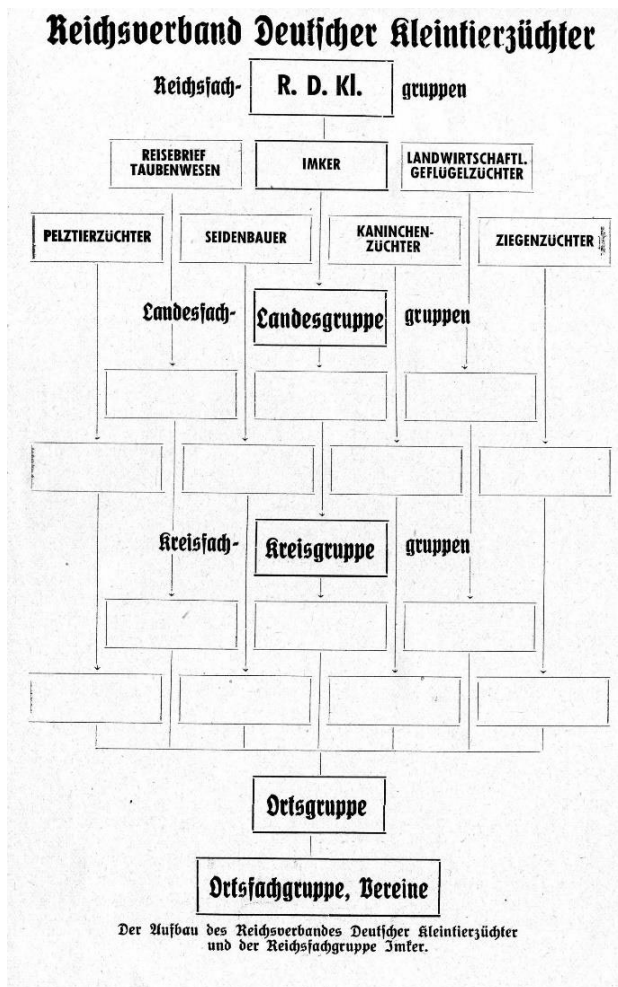 Reichsverband Deutscher Kleintierzüchter
Reichsfach- R. D. Kl. gruppen
REISEBRIEF
TAUBENWESEN
IMKER
LANDWIRTSCHAFTL.
GEFLÜGELZÜCHTER
PELZTIERZÜCHTER
SEIDENBAUER
KANINCHEN-
ZÜCHTER
ZIEGENZÜCHTER
Landesfach- Landesgruppe gruppen
Kreisfach- Kreisgruppe gruppen
Ortsgruppe
Ortsfachgruppe, Vereine
Der Aufbau des Reichsverbandes Deutscher Kleintierzüchter
und der Reichsfachgruppe Imker.